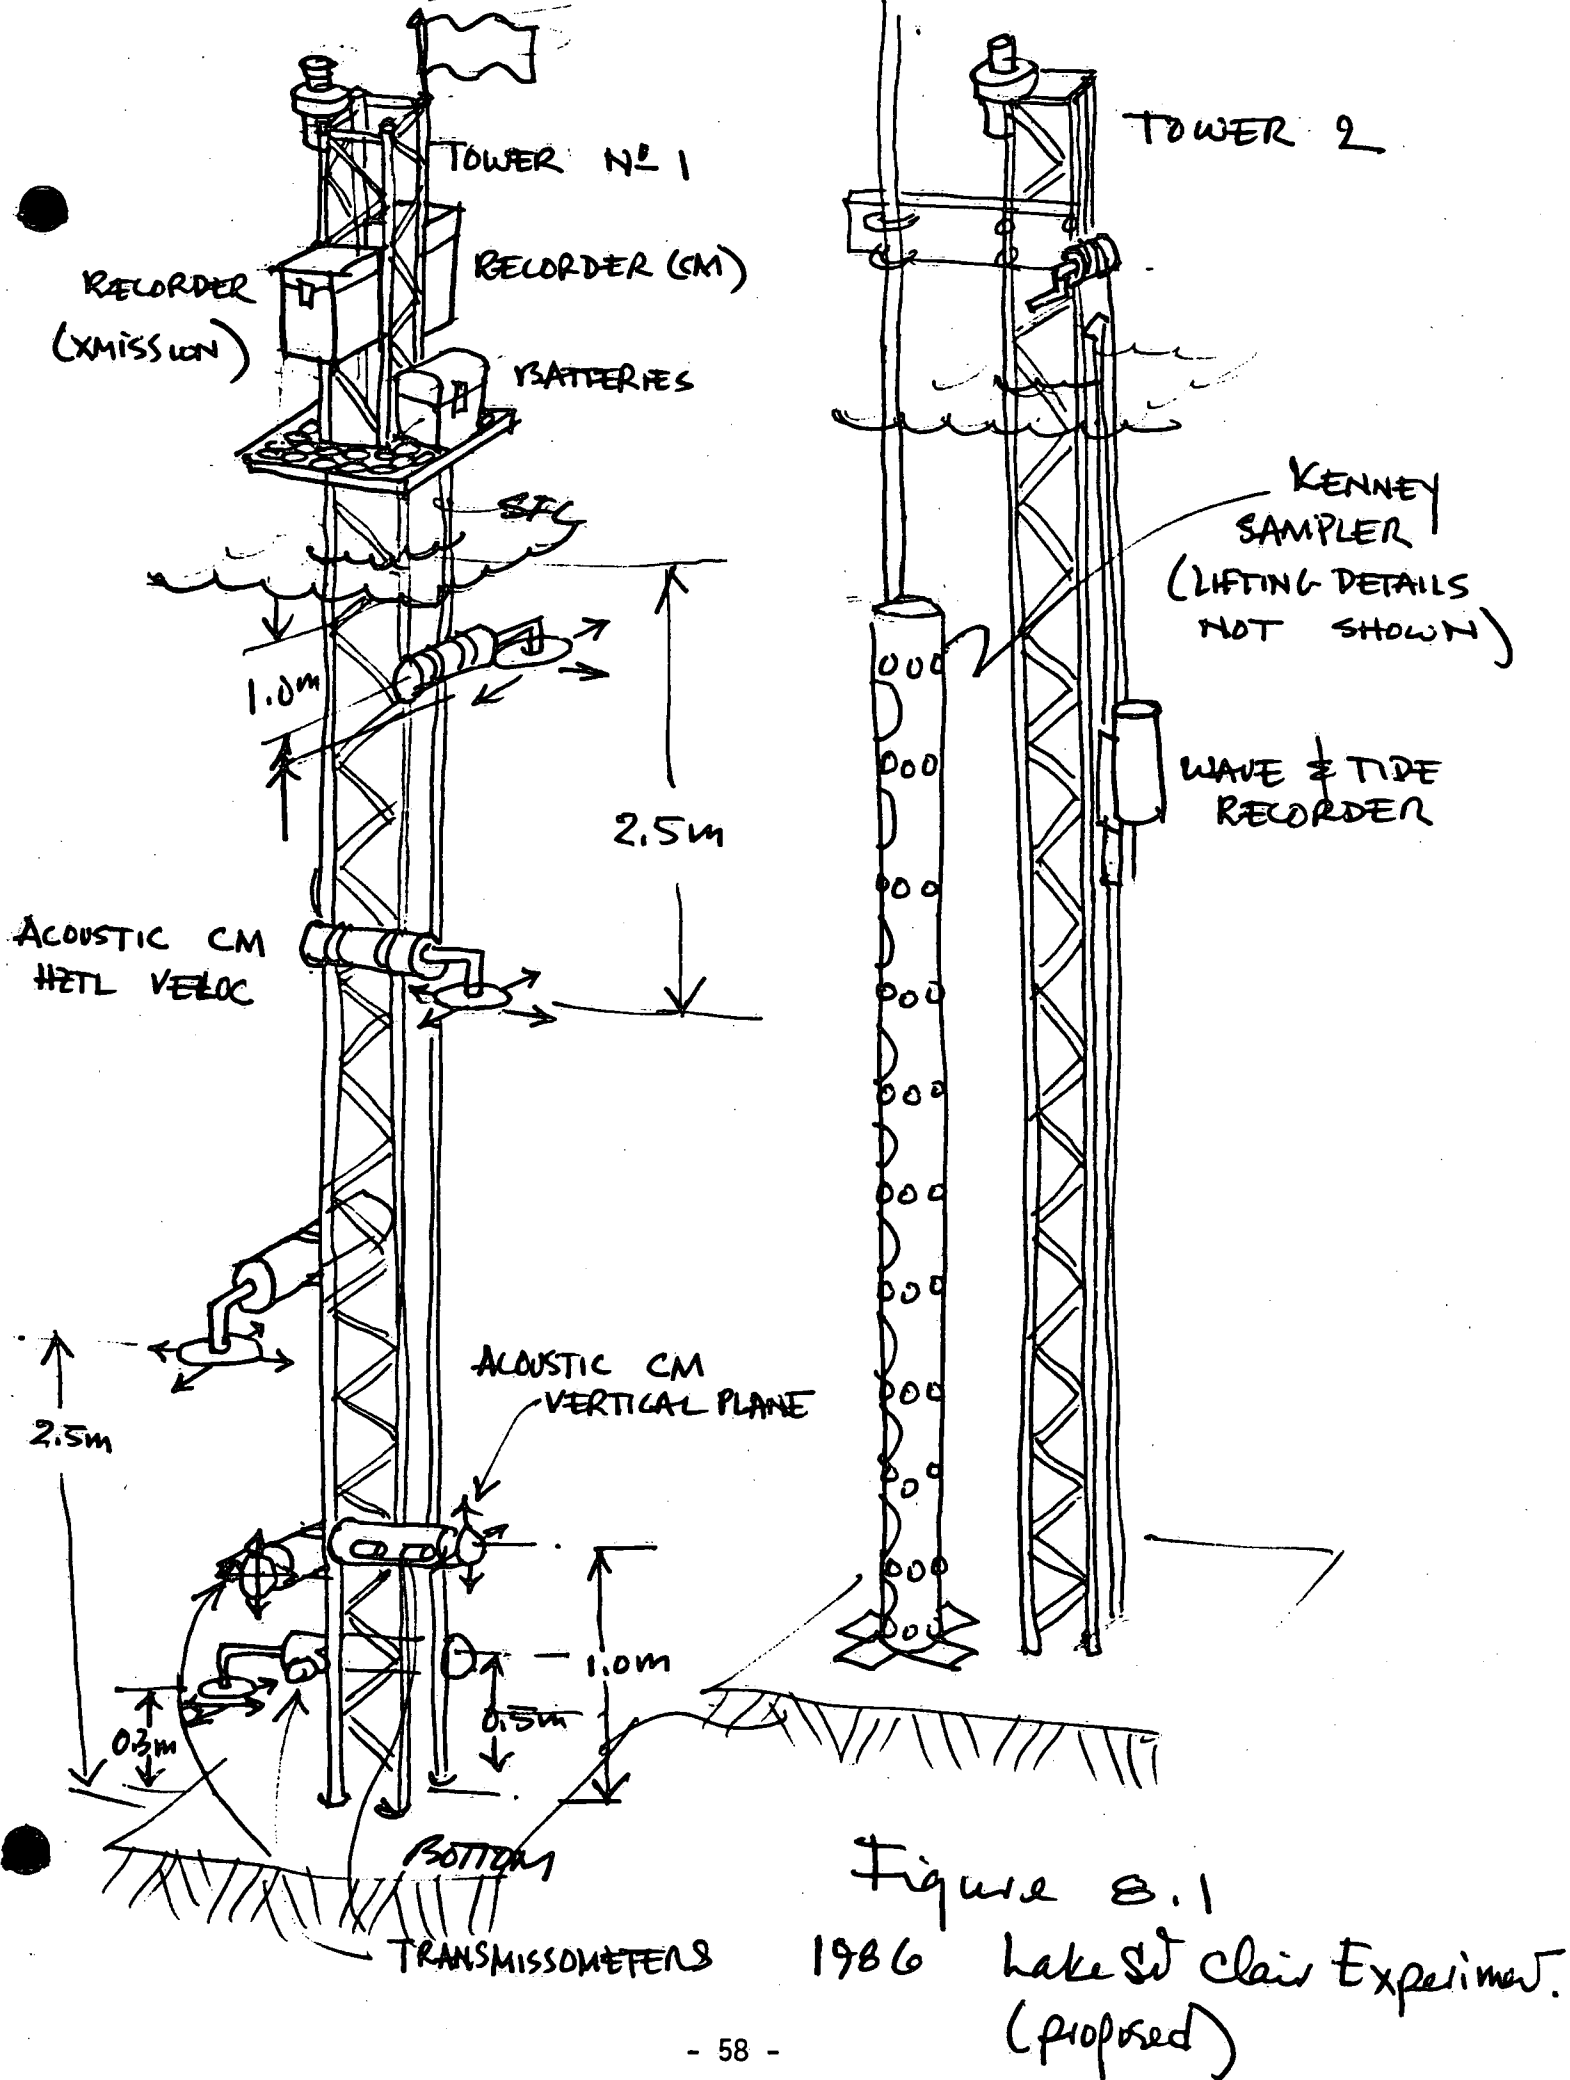 TOWER Nº 1
TOWER 2
RECORDER (CM)
RECORDER
(XMISSION)
BATTERIES
SFC
KENNEY
SAMPLER
(LIFTING DETAILS
NOT SHOWN)
1.0m
2.5m
WAVE & TIDE
RECORDER
ACOUSTIC CM
HZTL VELOC
ACOUSTIC CM
VERTICAL PLANE
2.5m
1.0m
0.5m
0.3m
BOTTOM
TRANSMISSOMETERS
Figure 8.1
1986 Lake St Clair Experiment.
(proposed)
- 58 -